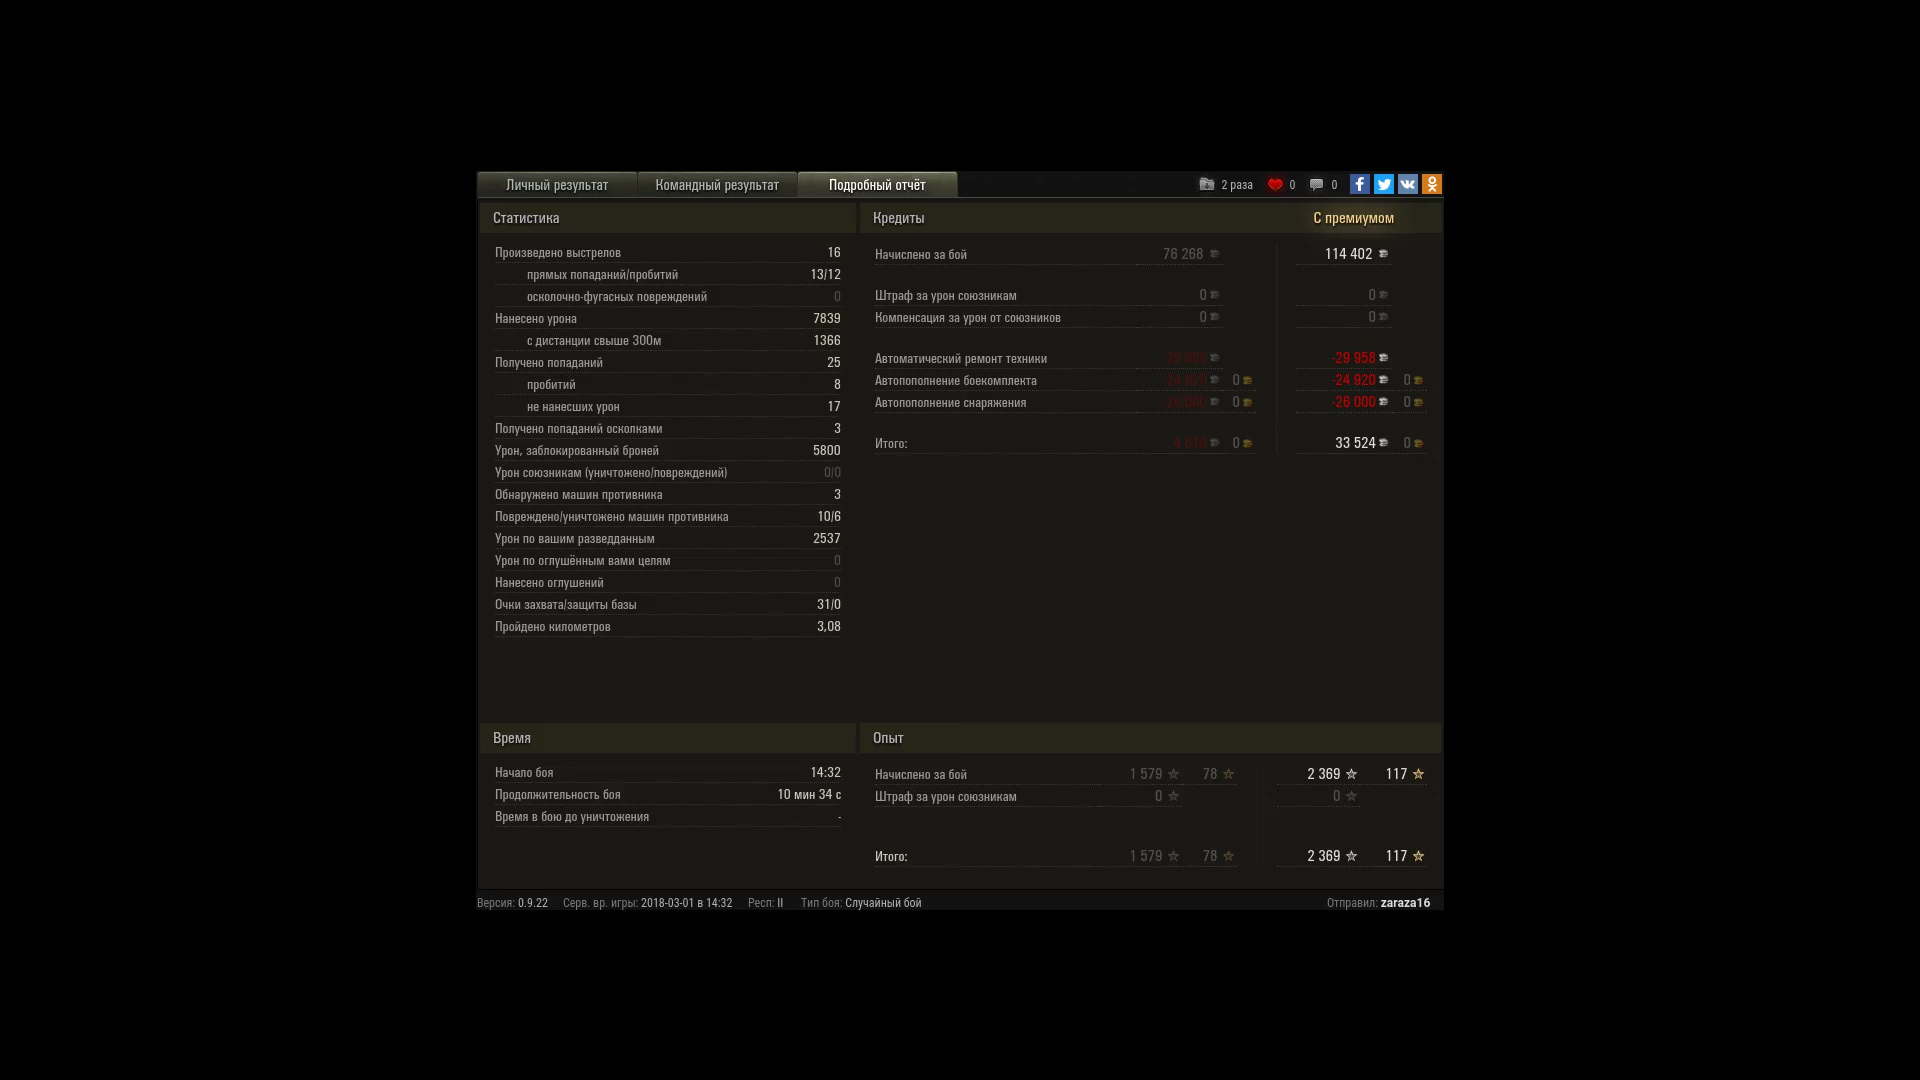 Личный результат Командный результат Подробный отчёт 2 раза 0 0
Статистика
Произведено выстрелов 16
прямых попаданий/пробитий 13/12
осколочно-фугасных повреждений 0
Нанесено урона 7839
с дистанции свыше 300м 1366
Получено попаданий 25
пробитий 8
не нанесших урон 17
Получено попаданий осколками 3
Урон, заблокированный броней 5800
Урон союзникам (уничтожено/повреждений) 0/0
Обнаружено машин противника 3
Повреждено/уничтожено машин противника 10/6
Урон по вашим разведданным 2537
Урон по оглушённым вами целям 0
Нанесено оглушений 0
Очки захвата/защиты базы 31/0
Пройдено километров 3,08
Кредиты С премиумом
Начислено за бой 76 268 114 402
Штраф за урон союзникам 0 0
Компенсация за урон от союзников 0 0
Автоматический ремонт техники -29 958
Автопополнение боекомплекта 24 920 0 -24 920 0
Автопополнение снаряжения 0 -26 000 0
Итого: 0 33 524 0
Время
Начало боя 14:32
Продолжительность боя 10 мин 34 с
Время в бою до уничтожения -
Опыт
Начислено за бой 1 579 78 2 369 117
Штраф за урон союзникам 0 0
Итого: 1 579 78 2 369 117
Версия: 0.9.22 Серв. вр. игры: 2018-03-01 в 14:32 Респ: II Тип боя: Случайный бой Отправил: zaraza16